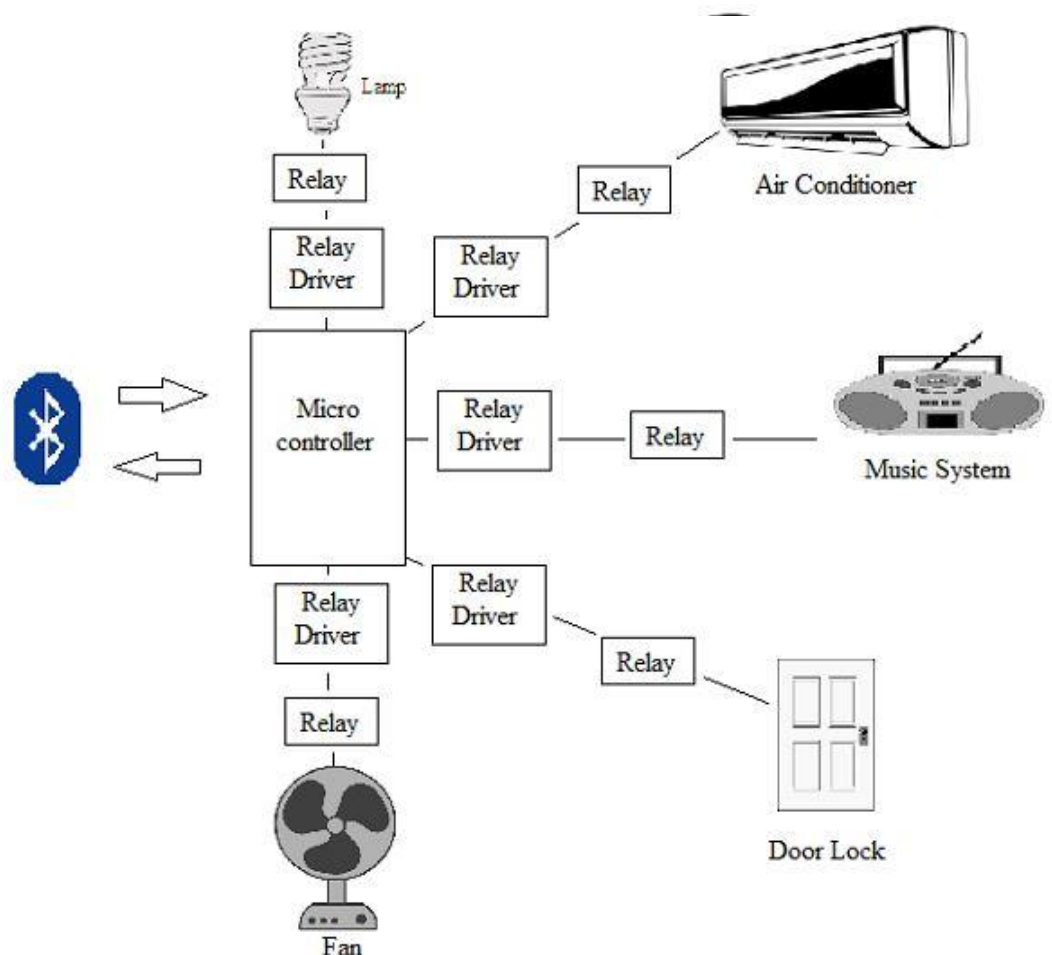 Lamp
Relay
Relay
Driver
Air Conditioner
Relay
Relay
Driver
Micro
controller
Relay
Driver
Relay
Music System
Relay
Driver
Relay
Door Lock
Relay
Driver
Relay
Fan